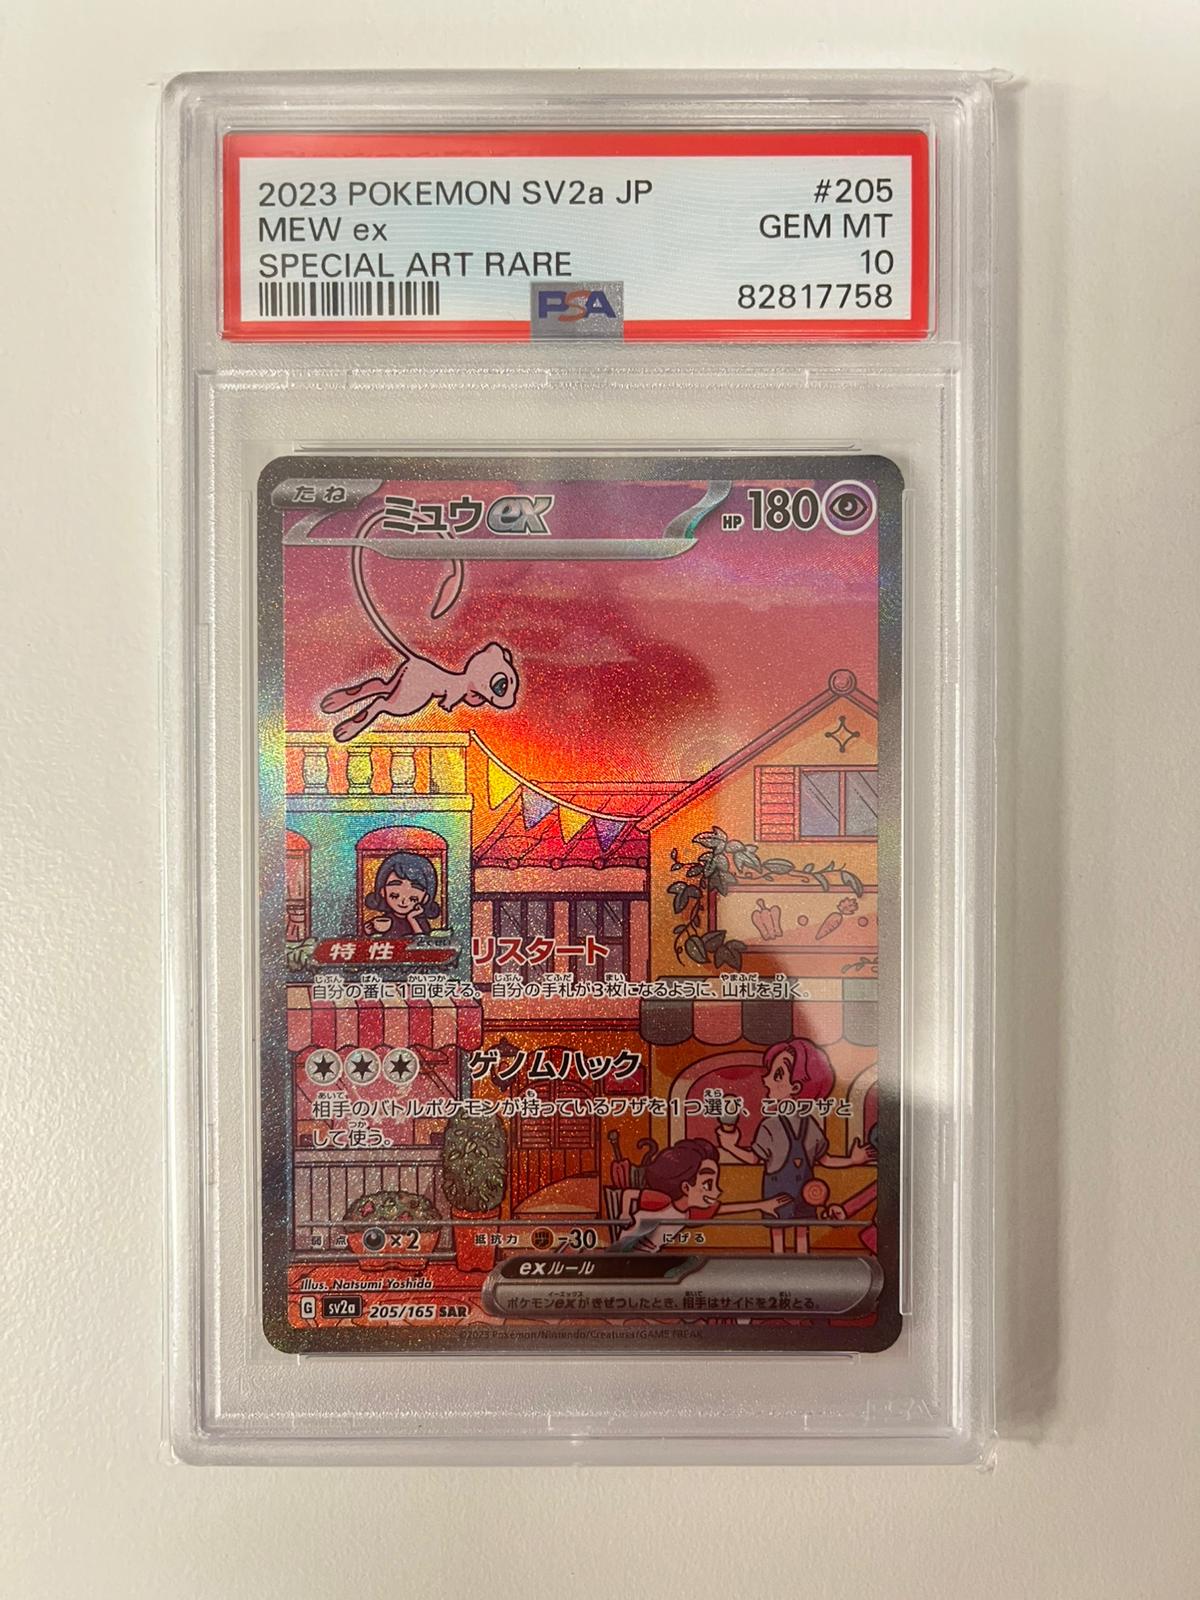 2023 POKEMON SV2a JP #205
MEW ex GEM MT
SPECIAL ART RARE 10
PSA 82817758
たね ミュウex HP 180
特性 とくせい リスタート
自分の番に1回使える。自分の手札が3枚になるように、山札を引く。
ゲノムハック
相手のバトルポケモンが持っているワザを1つ選び、このワザと
して使う。
弱点 ×2 抵抗力 -30 にげる
exルール
ポケモンexがきぜつしたとき、相手はサイドを2枚とる。
Illus. Natsumi Yoshida
G sv2a 205/165 SAR
©2023 Pokémon/Nintendo/Creatures/GAME FREAK
PSA